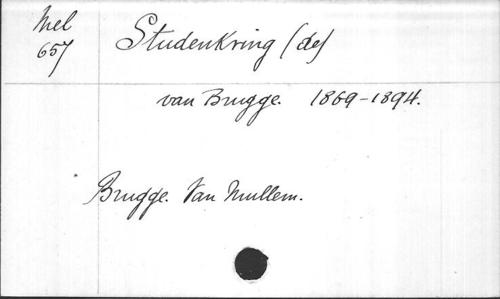 Mel
657
Studenkring (de)
van Brugge. 1869-1894.
Brugge. Van Mullem.